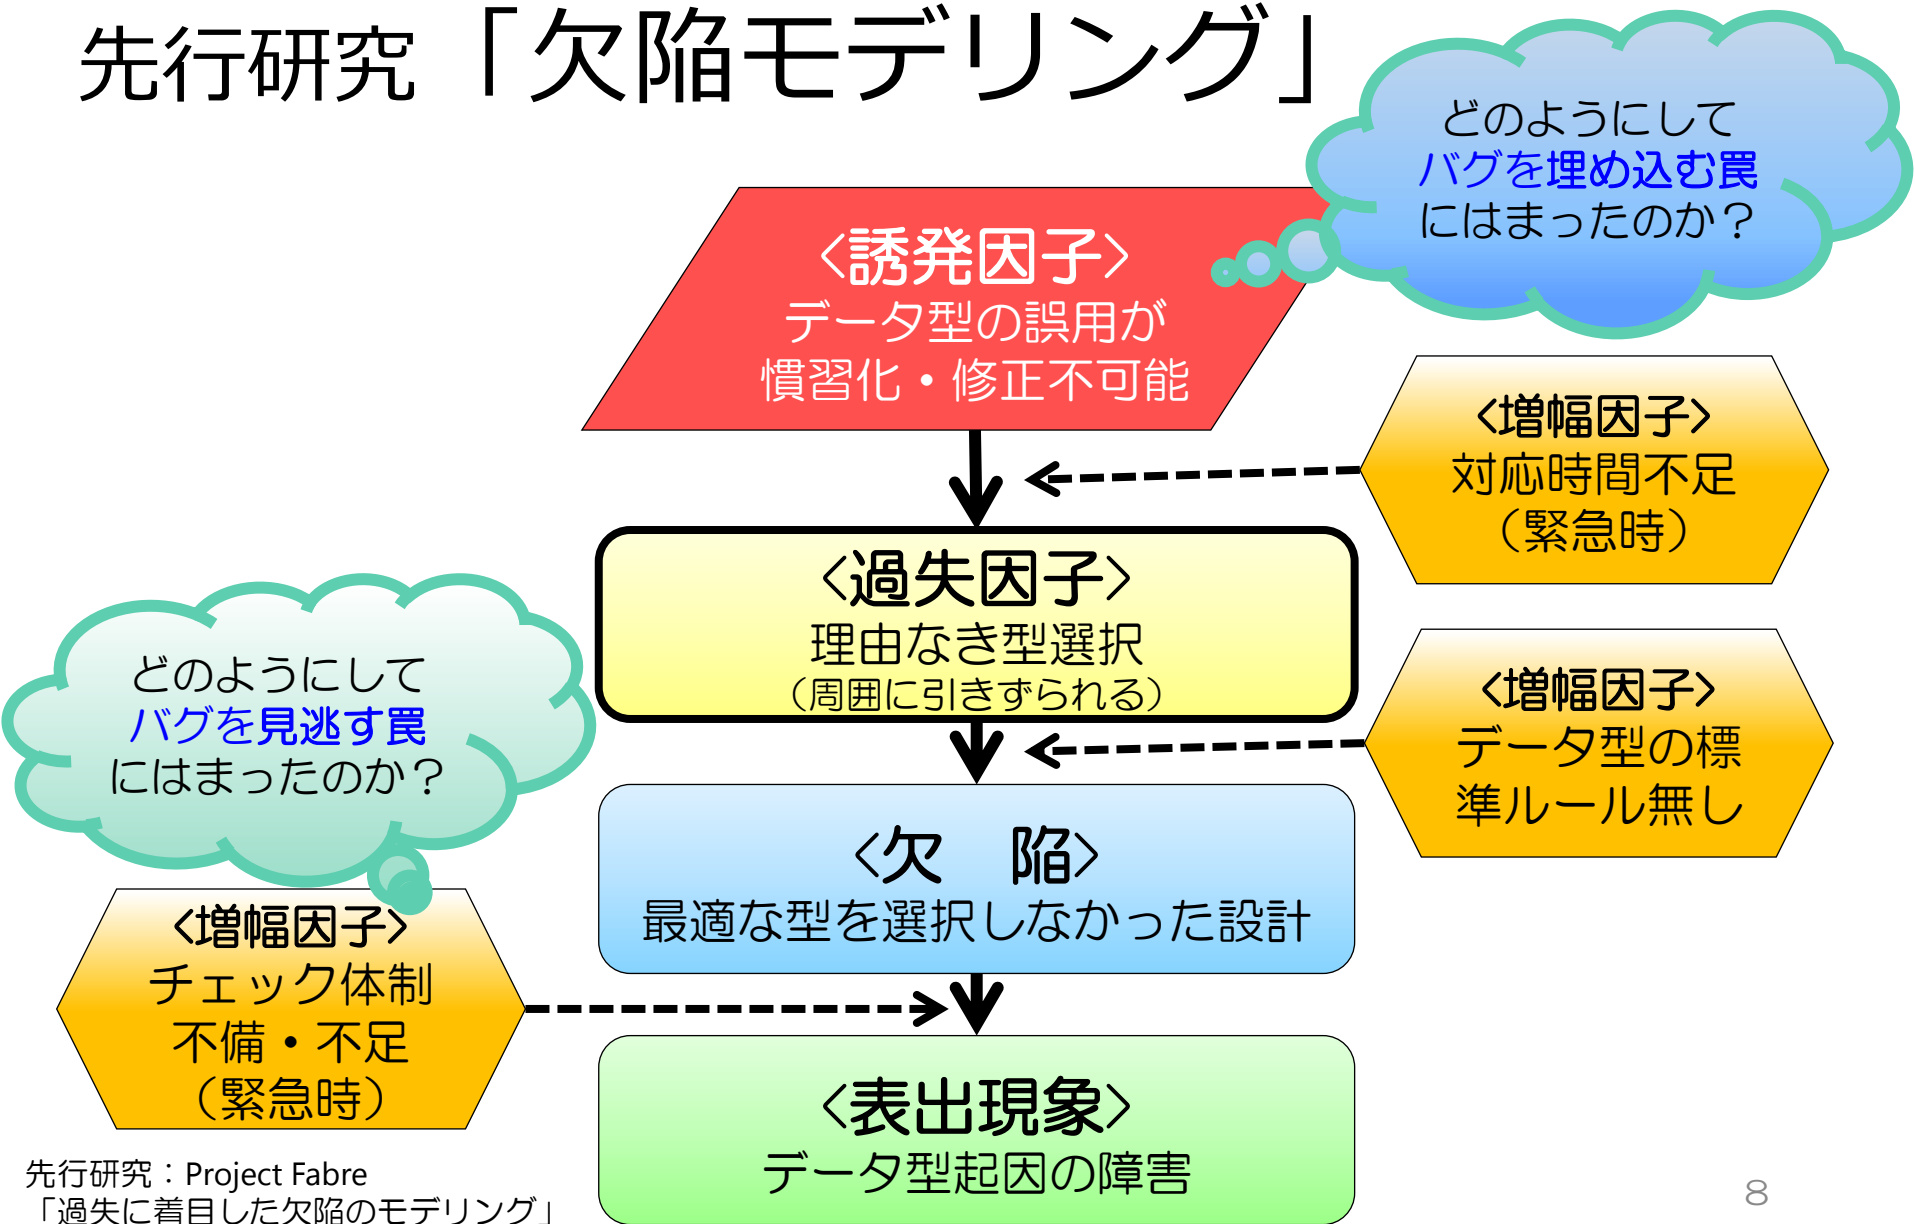 先行研究「欠陥モデリング」
どのようにして
バグを埋め込む罠
にはまったのか？
<誘発因子>
データ型の誤用が
慣習化・修正不可能
<増幅因子>
対応時間不足
（緊急時）
<過失因子>
理由なき型選択
（周囲に引きずられる）
<増幅因子>
データ型の標
準ルール無し
どのようにして
バグを見逃す罠
にはまったのか？
<欠　陥>
最適な型を選択しなかった設計
<増幅因子>
チェック体制
不備・不足
（緊急時）
<表出現象>
データ型起因の障害
先行研究：Project Fabre
「過失に着目した欠陥のモデリング」
8